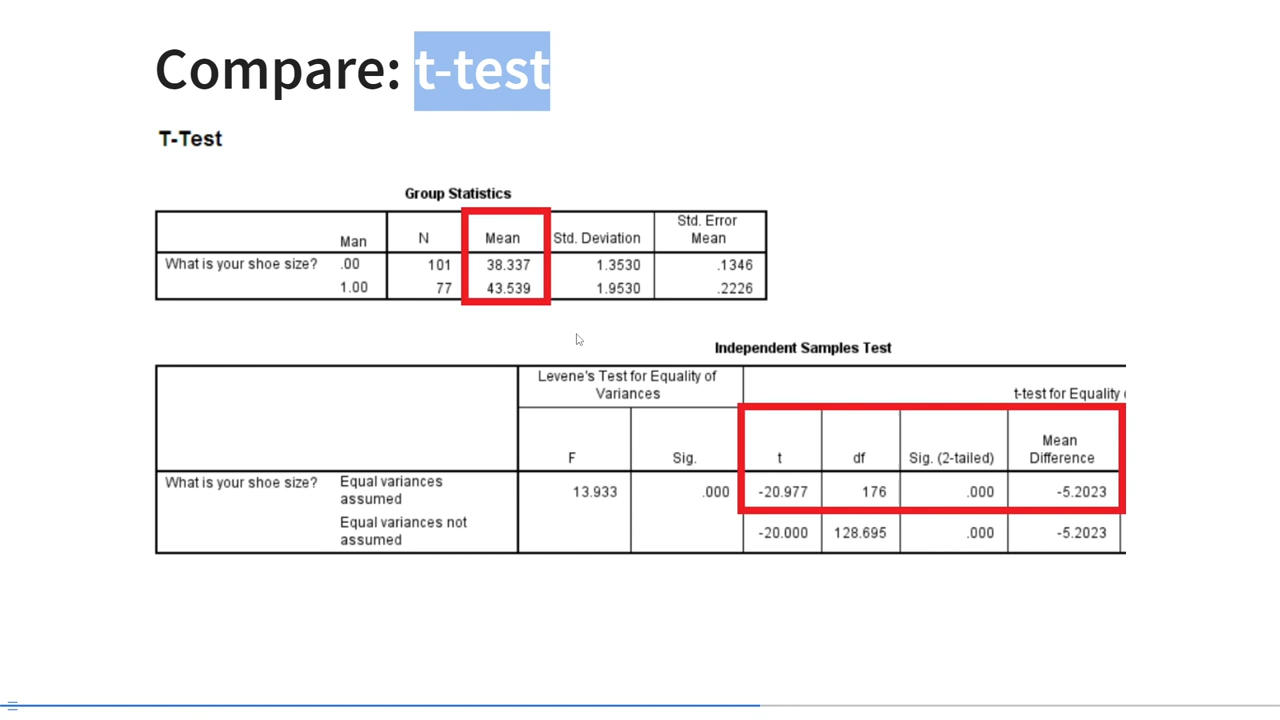 Compare: t-test
T-Test
Group Statistics
Man N Mean Std. Deviation Std. Error Mean
What is your shoe size? .00 101 38.337 1.3530 .1346
1.00 77 43.539 1.9530 .2226
Independent Samples Test
Levene's Test for Equality of Variances t-test for Equality
F Sig. t df Sig. (2-tailed) Mean Difference
What is your shoe size? Equal variances assumed 13.933 .000 -20.977 176 .000 -5.2023
Equal variances not assumed -20.000 128.695 .000 -5.2023